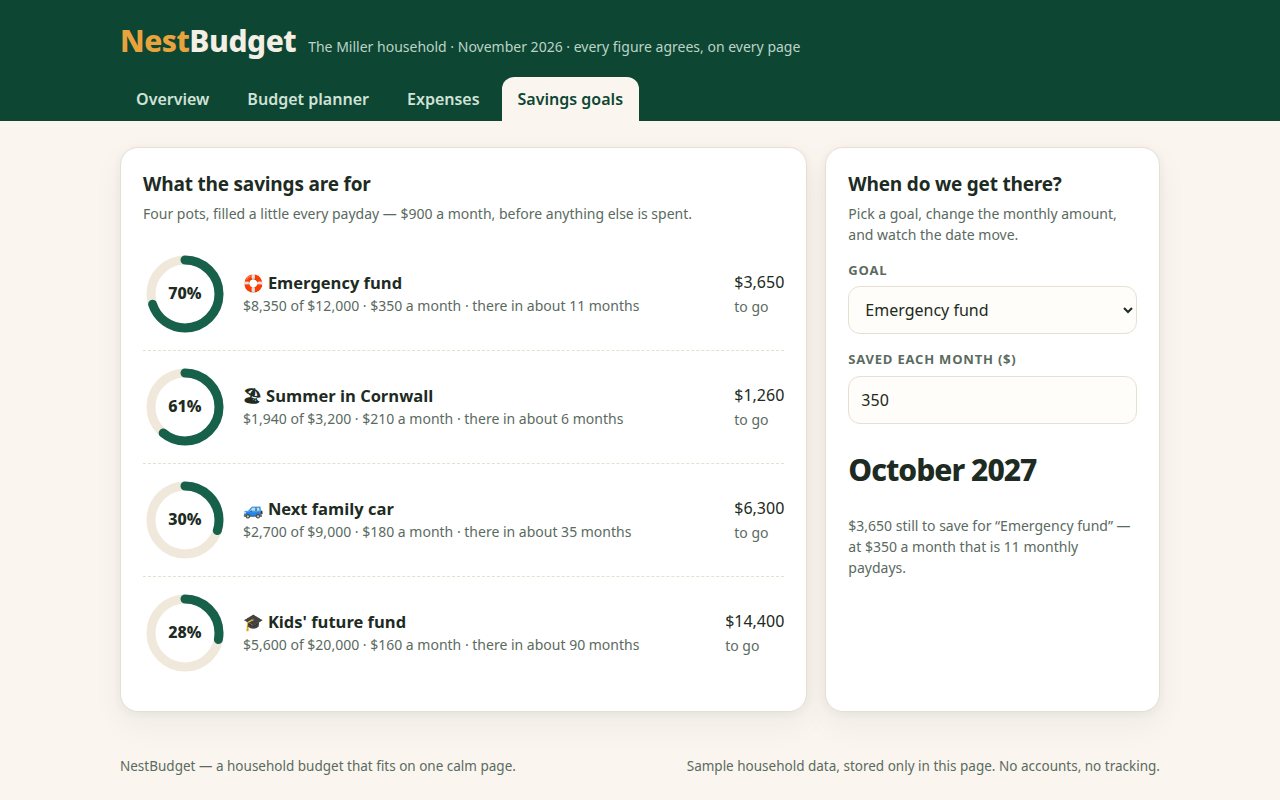 NestBudget The Miller household · November 2026 · every figure agrees, on every page
Overview Budget planner Expenses Savings goals
What the savings are for
Four pots, filled a little every payday — $900 a month, before anything else is spent.
70%
Emergency fund
$8,350 of $12,000 · $350 a month · there in about 11 months
$3,650
to go
61%
Summer in Cornwall
$1,940 of $3,200 · $210 a month · there in about 6 months
$1,260
to go
30%
Next family car
$2,700 of $9,000 · $180 a month · there in about 35 months
$6,300
to go
28%
Kids' future fund
$5,600 of $20,000 · $160 a month · there in about 90 months
$14,400
to go
When do we get there?
Pick a goal, change the monthly amount,
and watch the date move.
GOAL
Emergency fund
SAVED EACH MONTH ($)
350
October 2027
$3,650 still to save for “Emergency fund” —
at $350 a month that is 11 monthly
paydays.
NestBudget — a household budget that fits on one calm page.
Sample household data, stored only in this page. No accounts, no tracking.